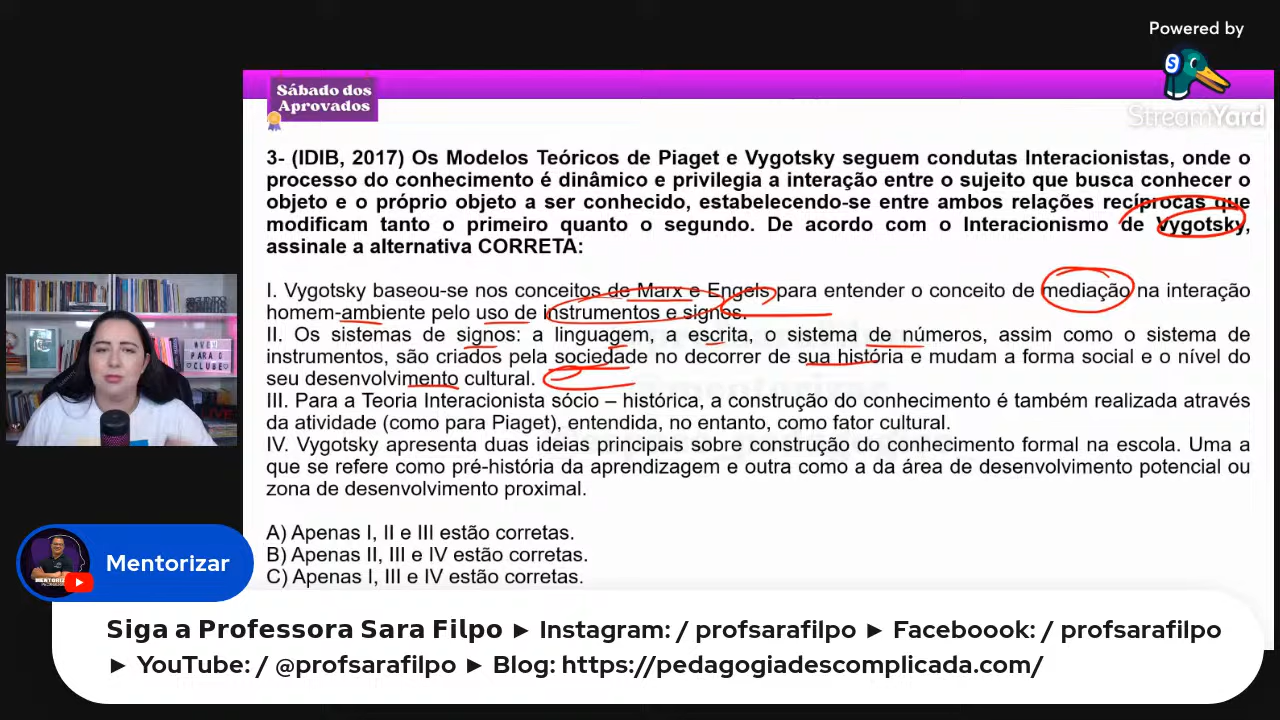 Powered by
StreamYard
Sábado dos
Aprovados
3- (IDIB, 2017) Os Modelos Teóricos de Piaget e Vygotsky seguem condutas Interacionistas, onde o
processo do conhecimento é dinâmico e privilegia a interação entre o sujeito que busca conhecer o
objeto e o próprio objeto a ser conhecido, estabelecendo-se entre ambos relações recíprocas que
modificam tanto o primeiro quanto o segundo. De acordo com o Interacionismo de Vygotsky,
assinale a alternativa CORRETA:
I. Vygotsky baseou-se nos conceitos de Marx e Engels para entender o conceito de mediação na interação
homem-ambiente pelo uso de instrumentos e signos.
II. Os sistemas de signos: a linguagem, a escrita, o sistema de números, assim como o sistema de
instrumentos, são criados pela sociedade no decorrer de sua história e mudam a forma social e o nível do
seu desenvolvimento cultural.
III. Para a Teoria Interacionista sócio – histórica, a construção do conhecimento é também realizada através
da atividade (como para Piaget), entendida, no entanto, como fator cultural.
IV. Vygotsky apresenta duas ideias principais sobre construção do conhecimento formal na escola. Uma a
que se refere como pré-história da aprendizagem e outra como a da área de desenvolvimento potencial ou
zona de desenvolvimento proximal.
A) Apenas I, II e III estão corretas.
B) Apenas II, III e IV estão corretas.
C) Apenas I, III e IV estão corretas.
Mentorizar
Siga a Professora Sara Filpo ► Instagram: / profsarafilpo ► Faceboook: / profsarafilpo
► YouTube: / @profsarafilpo ► Blog: https://pedagogiadescomplicada.com/